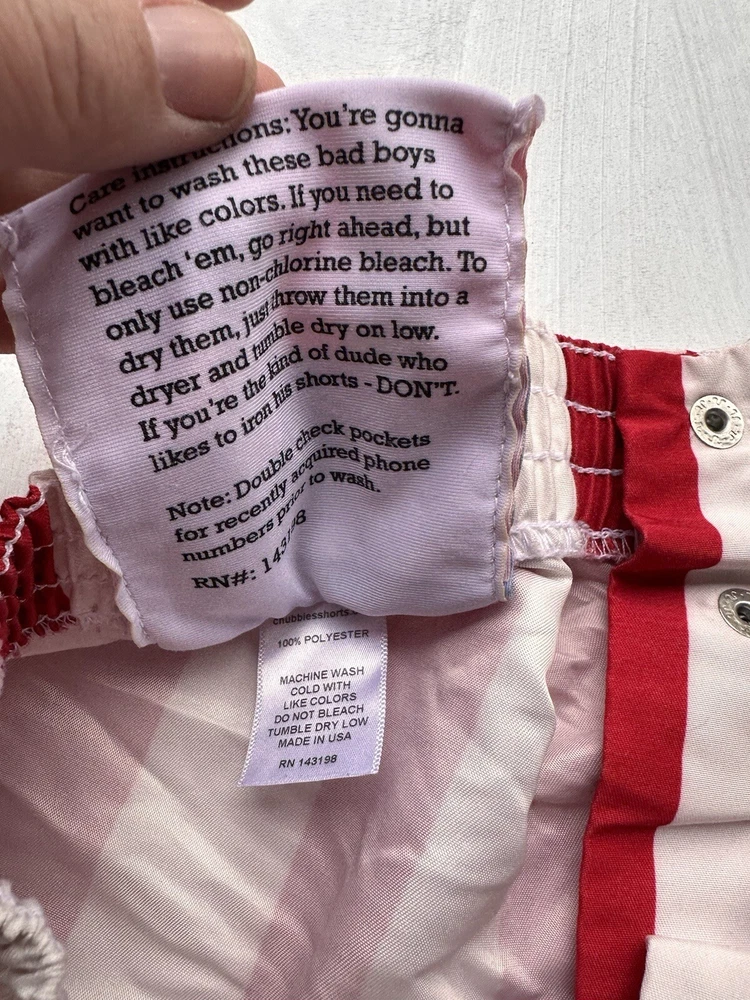 Care instructions: You're gonna
want to wash these bad boys
with like colors. If you need to
bleach 'em, go right ahead, but
only use non-chlorine bleach. To
dry them, just throw them into a
dryer and tumble dry on low.
If you're the kind of dude who
likes to iron his shorts - DON"T.
Note: Double check pockets
for recently acquired phone
numbers prior to wash.
RN#: 143198
chubbiesshorts.
100% POLYESTER
MACHINE WASH
COLD WITH
LIKE COLORS
DO NOT BLEACH
TUMBLE DRY LOW
MADE IN USA
RN 143198